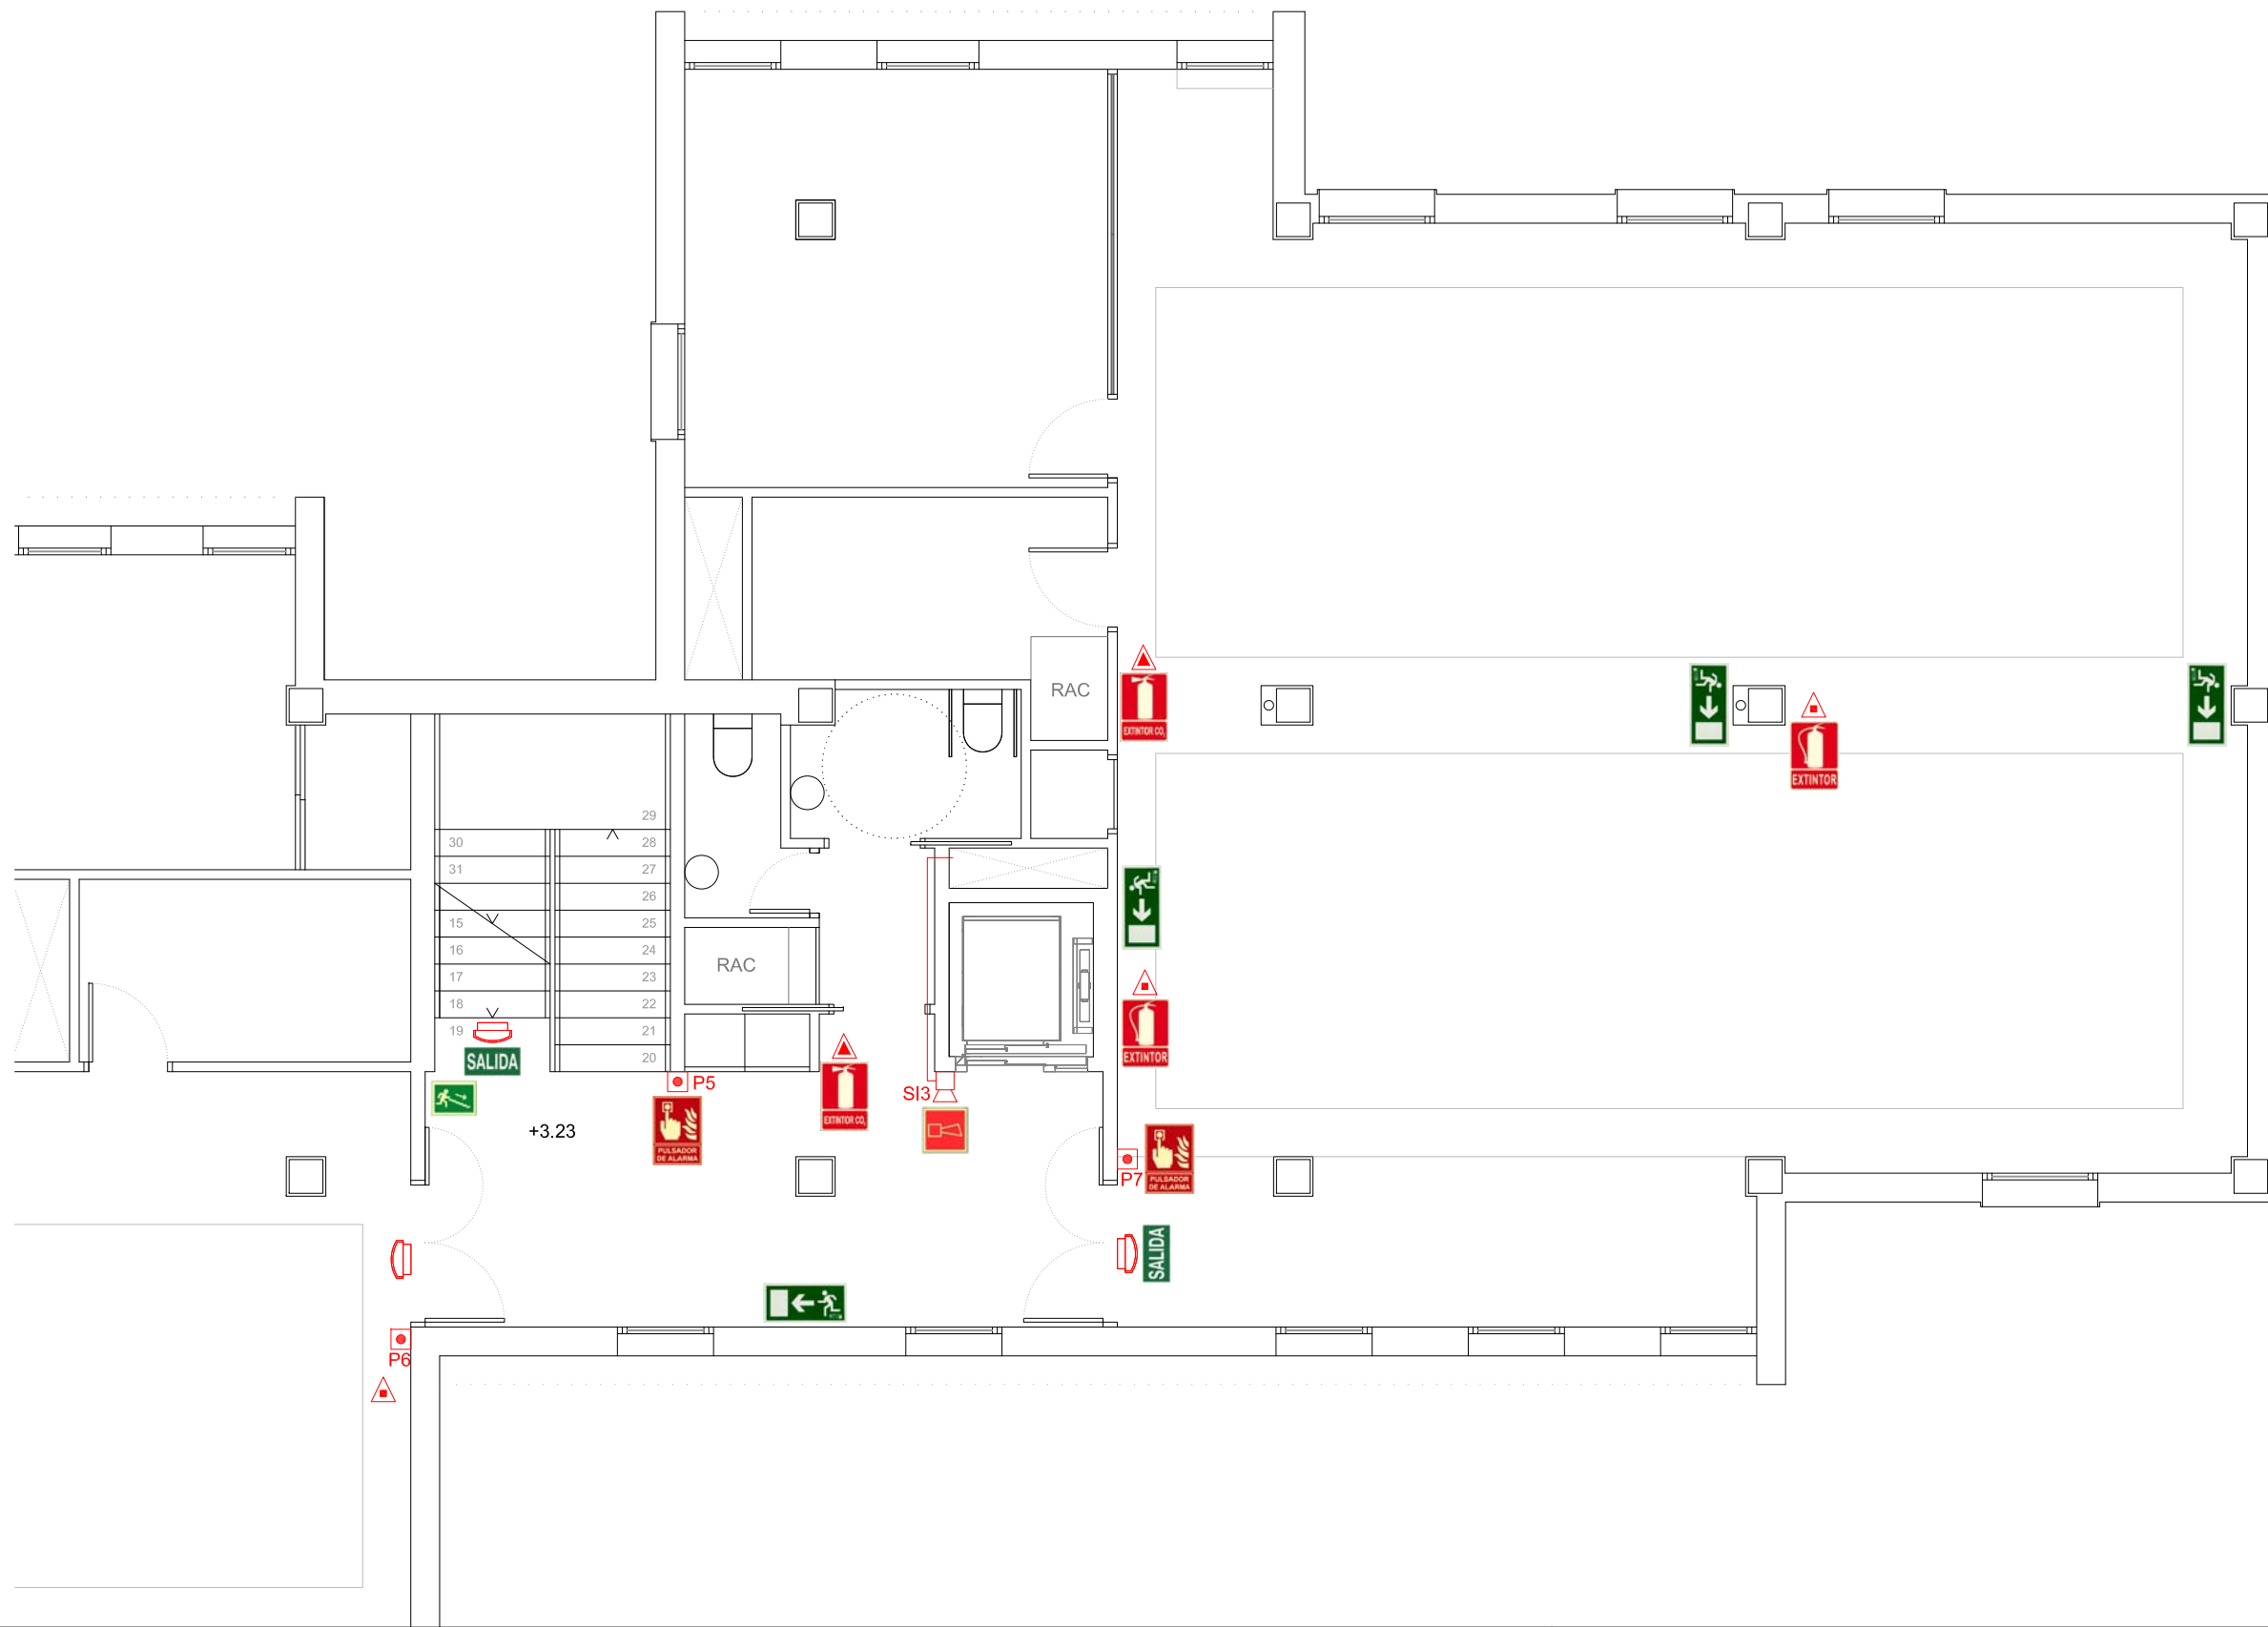 RAC
EXTINTOR CO2
EXTINTOR
29
30
28
31
27
26
15
25
16
24
RAC
17
23
18
22
19
21
20
SALIDA
EXTINTOR
P5
SI3
EXTINTOR CO2
+3.23
PULSADOR
DE ALARMA
P7
PULSADOR
DE ALARMA
SALIDA
P6